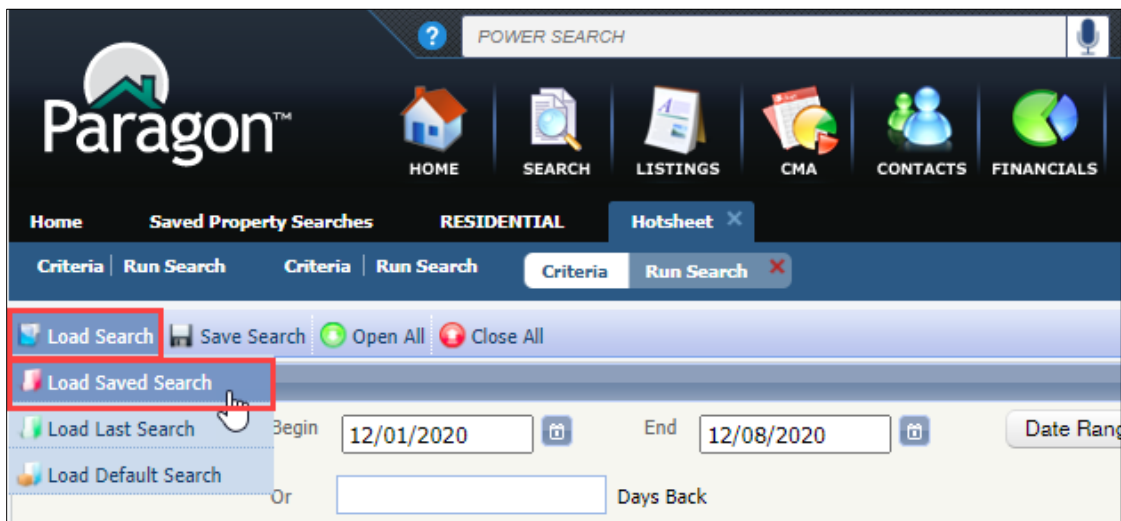 ? POWER SEARCH
Paragon™
HOME SEARCH LISTINGS CMA CONTACTS FINANCIALS
Home Saved Property Searches RESIDENTIAL Hotsheet ×
Criteria | Run Search Criteria | Run Search Criteria Run Search ×
Load Search Save Search Open All Close All
Load Saved Search
Load Last Search Begin 12/01/2020 End 12/08/2020 Date Rang
Load Default Search
Or Days Back